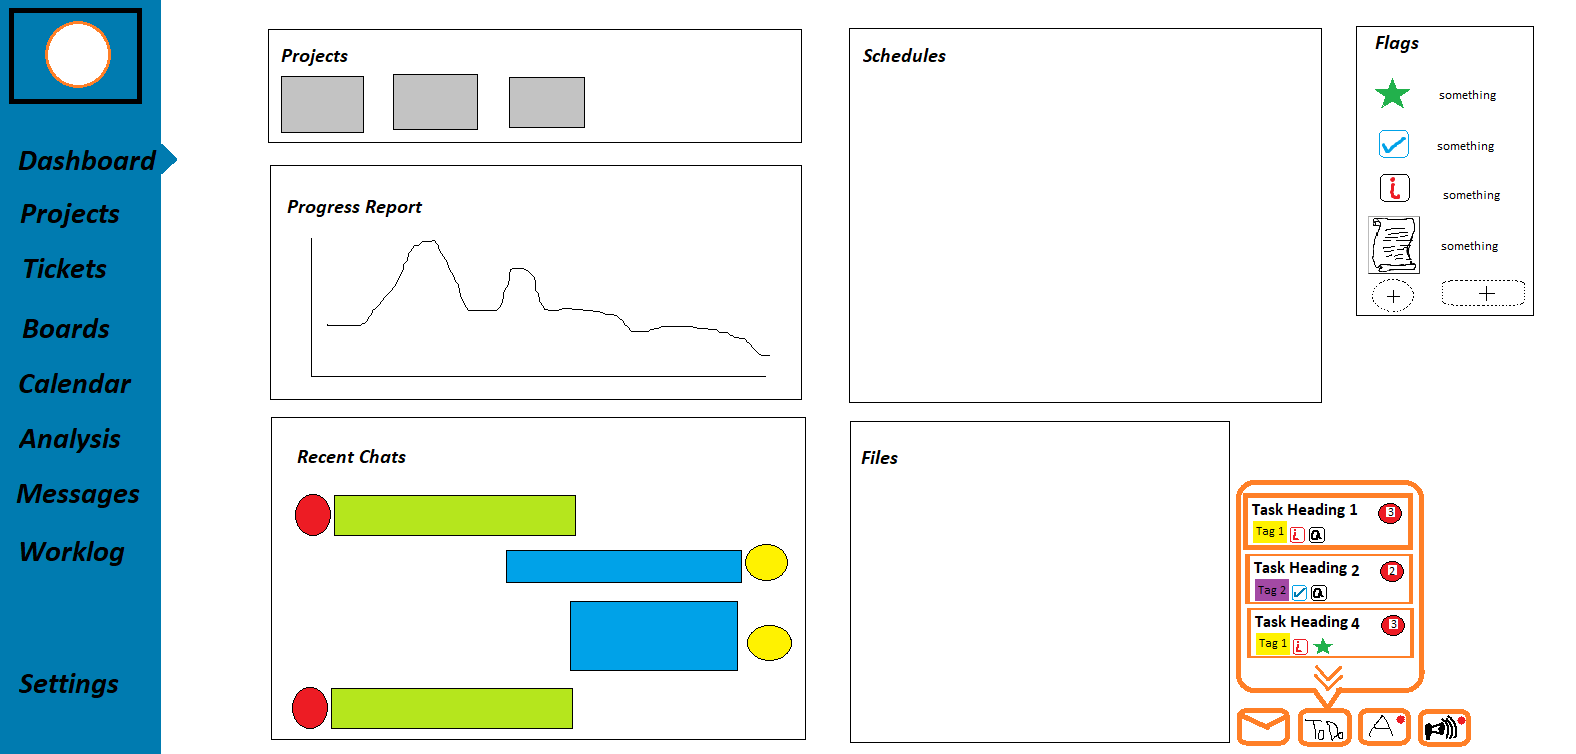 Dashboard
Projects
Tickets
Boards
Calendar
Analysis
Messages
Worklog
Settings
Projects
Progress Report
Recent Chats
Schedules
Files
Flags
something
something
i something
something
+ +
Task Heading 1 3
Tag 1 i a
Task Heading 2 2
Tag 2 a
Task Heading 4 3
Tag 1 i
ToDo A